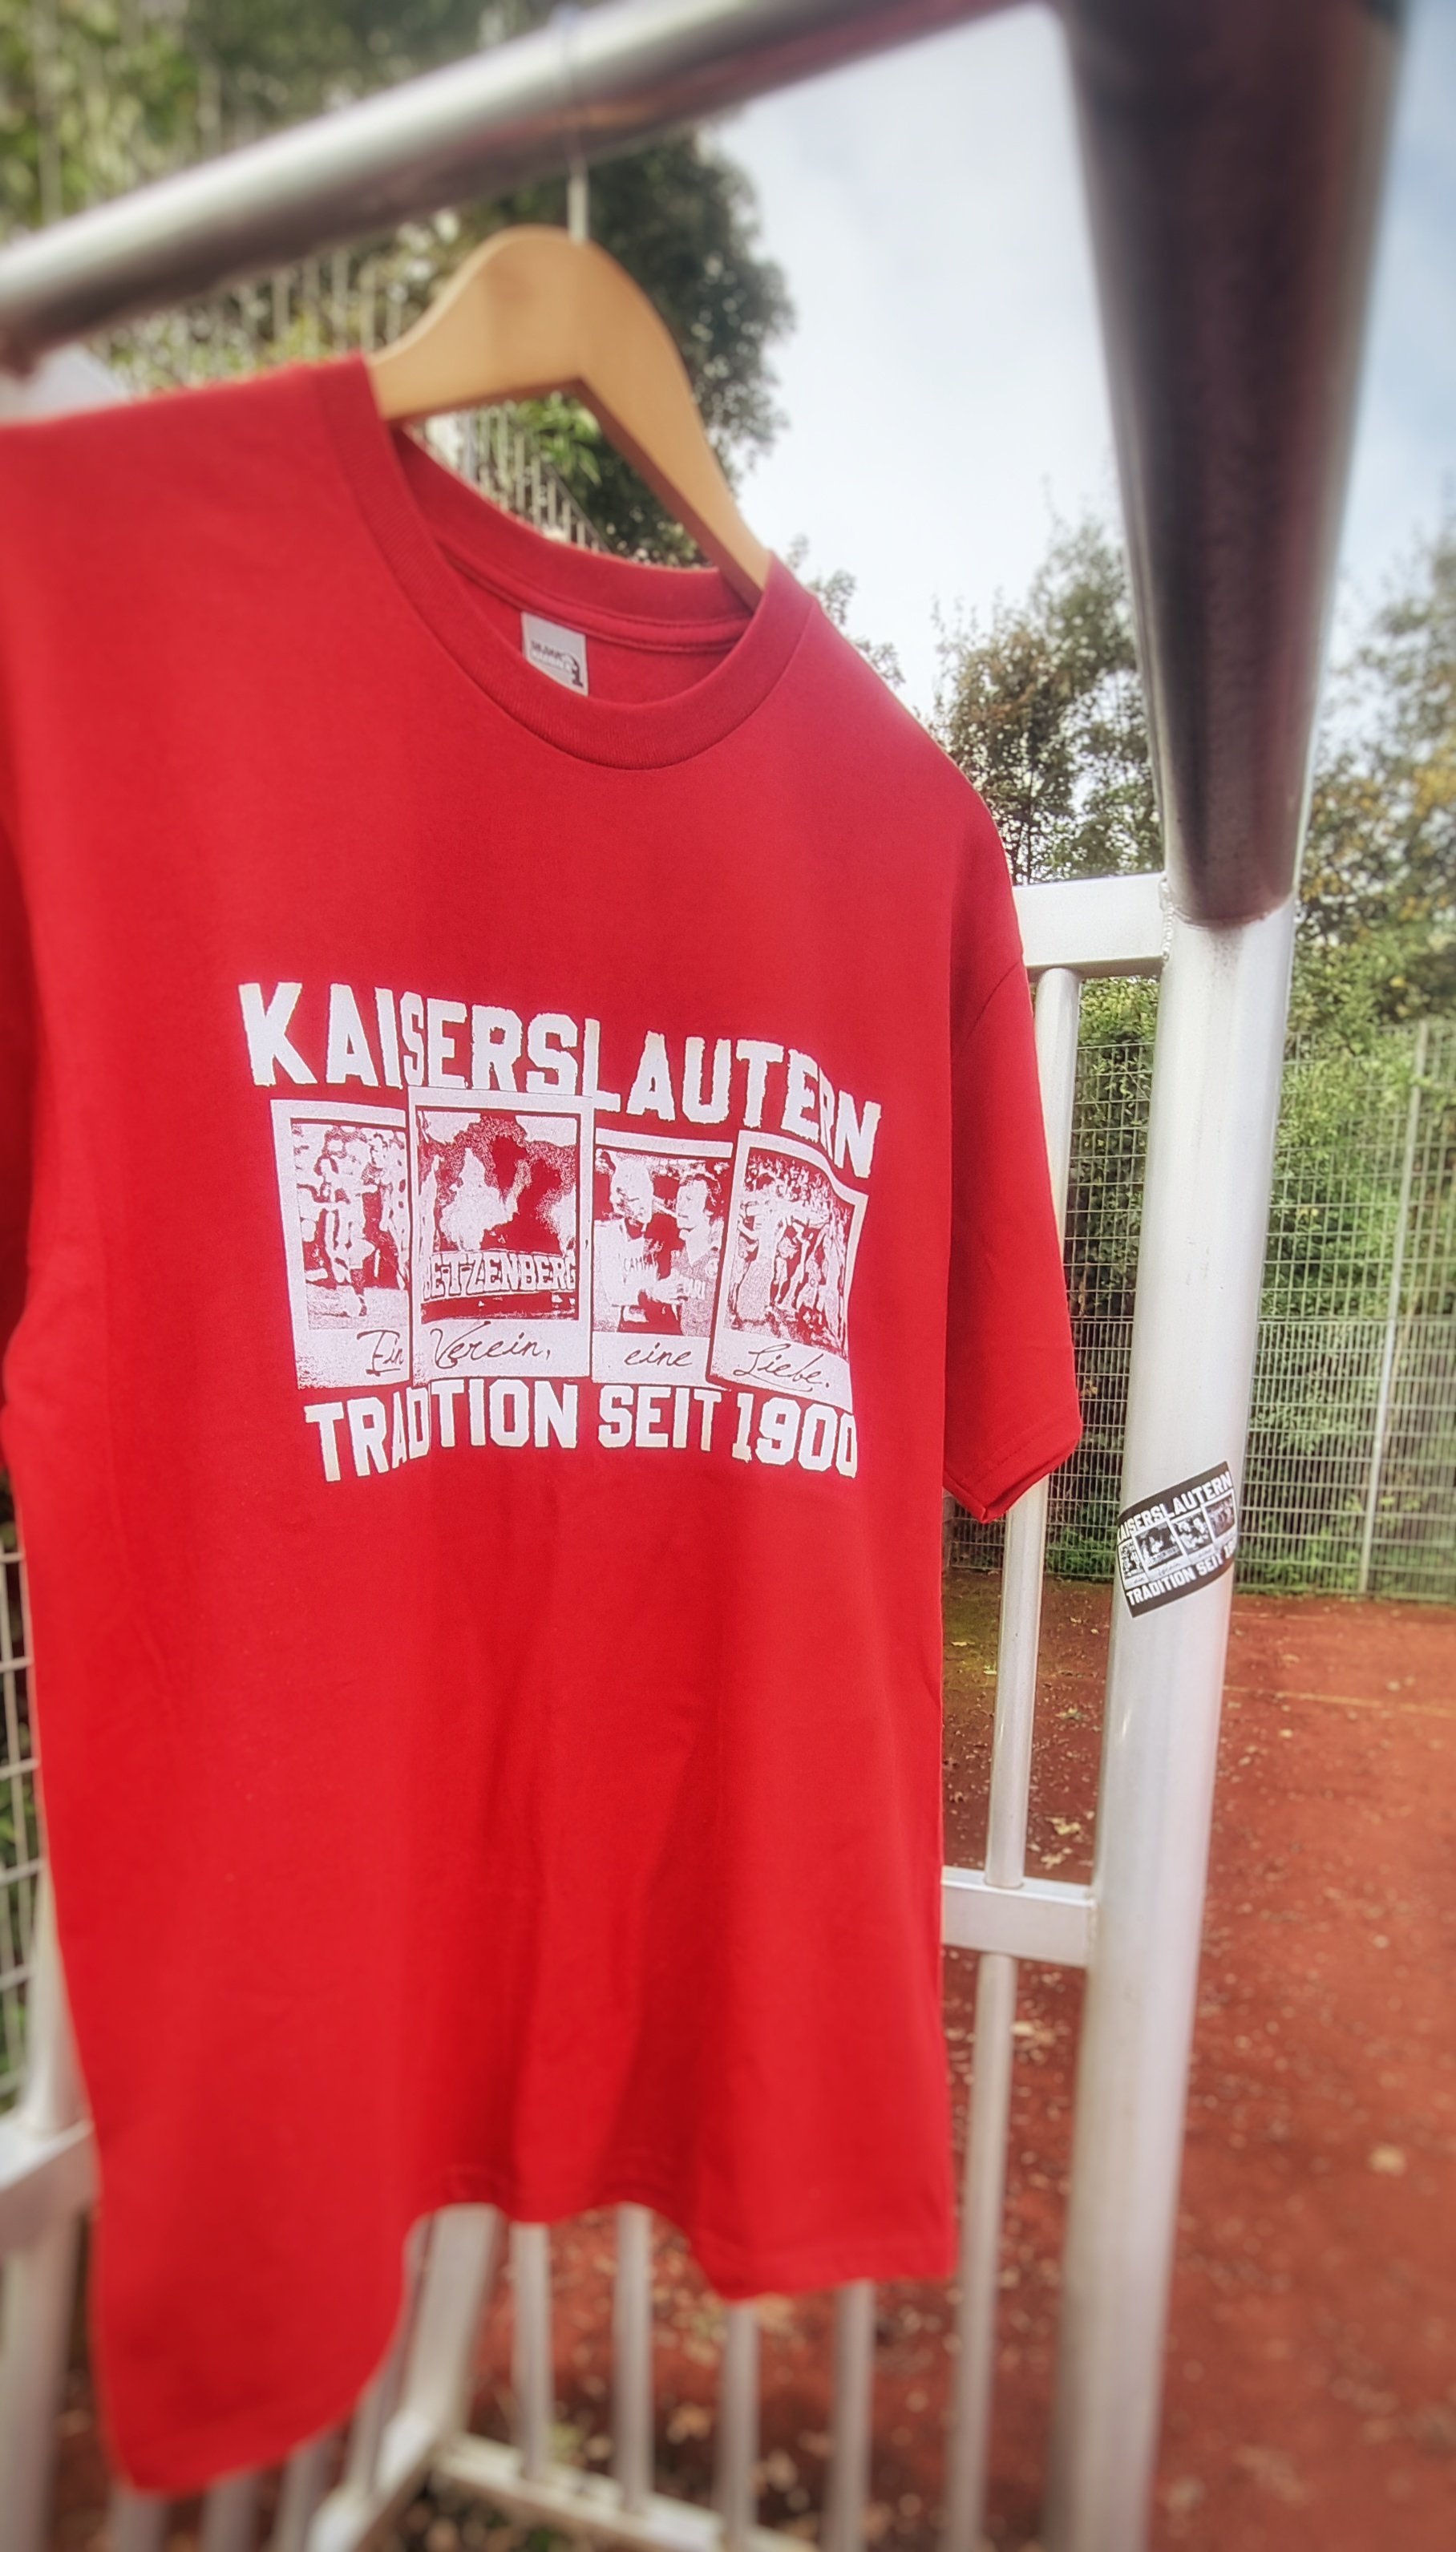 KAISERSLAUTERN
BETZENBERG
Ein Verein, eine Liebe.
TRADITION SEIT 1900
KAISERSLAUTERN
TRADITION SEIT